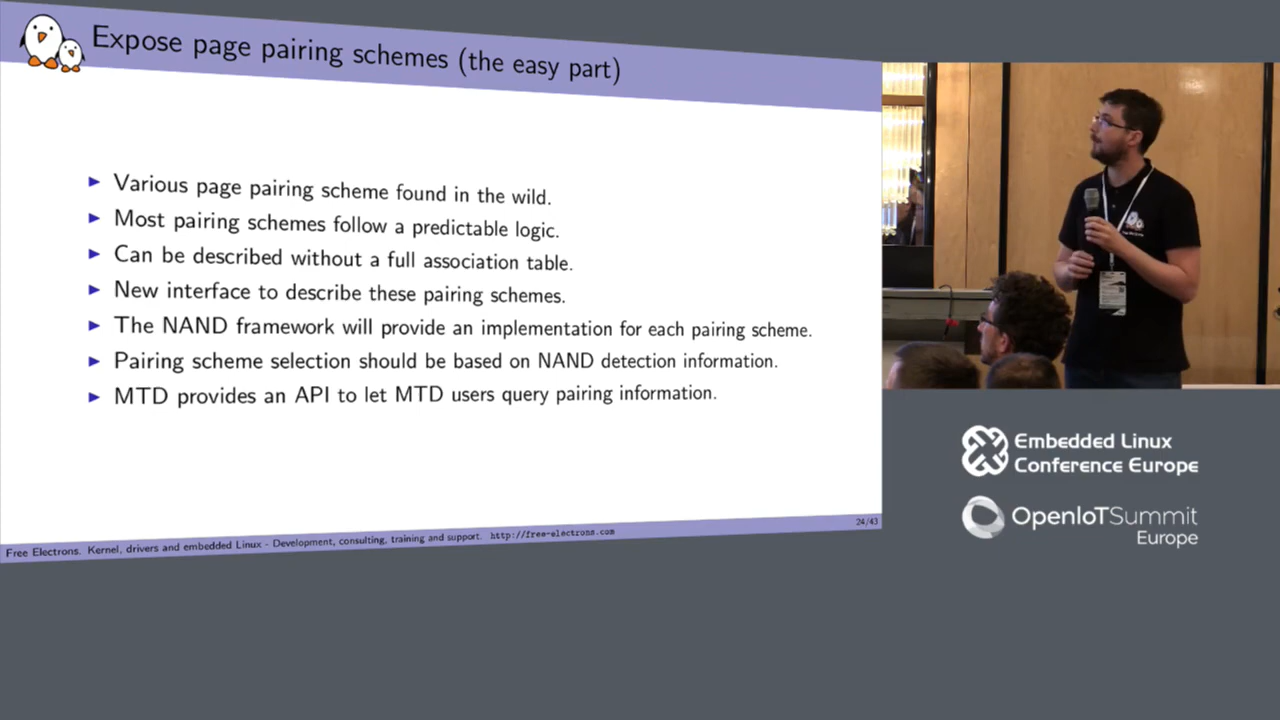 Expose page pairing schemes (the easy part)
Various page pairing scheme found in the wild.
Most pairing schemes follow a predictable logic.
Can be described without a full association table.
New interface to describe these pairing schemes.
The NAND framework will provide an implementation for each pairing scheme.
Pairing scheme selection should be based on NAND detection information.
MTD provides an API to let MTD users query pairing information.
24/43
Free Electrons. Kernel, drivers and embedded Linux - Development, consulting, training and support. http://free-electrons.com
Embedded Linux
Conference Europe
OpenIoTSummit
Europe